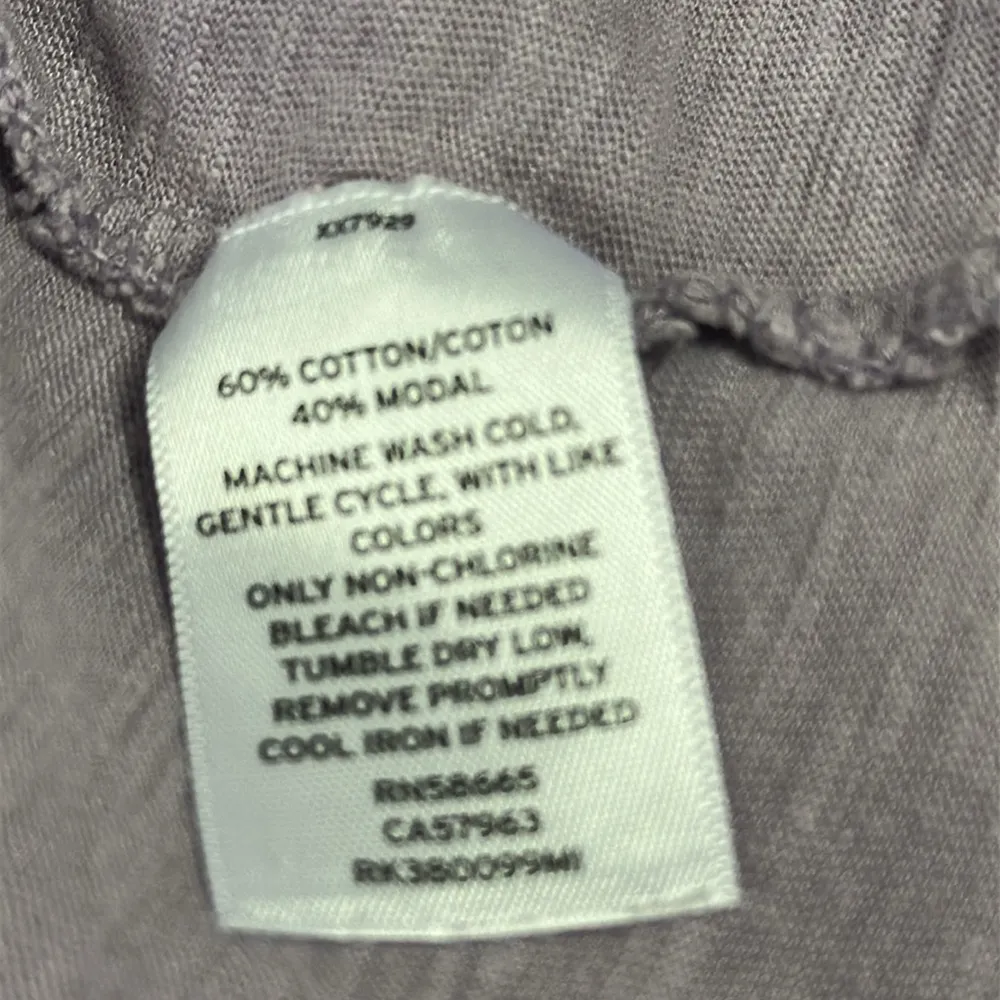 XX7929
60% COTTON/COTON
40% MODAL
MACHINE WASH COLD,
GENTLE CYCLE, WITH LIKE
COLORS
ONLY NON-CHLORINE
BLEACH IF NEEDED
TUMBLE DRY LOW,
REMOVE PROMPTLY
COOL IRON IF NEEDED
RN58665
CA57963
RK380099MI